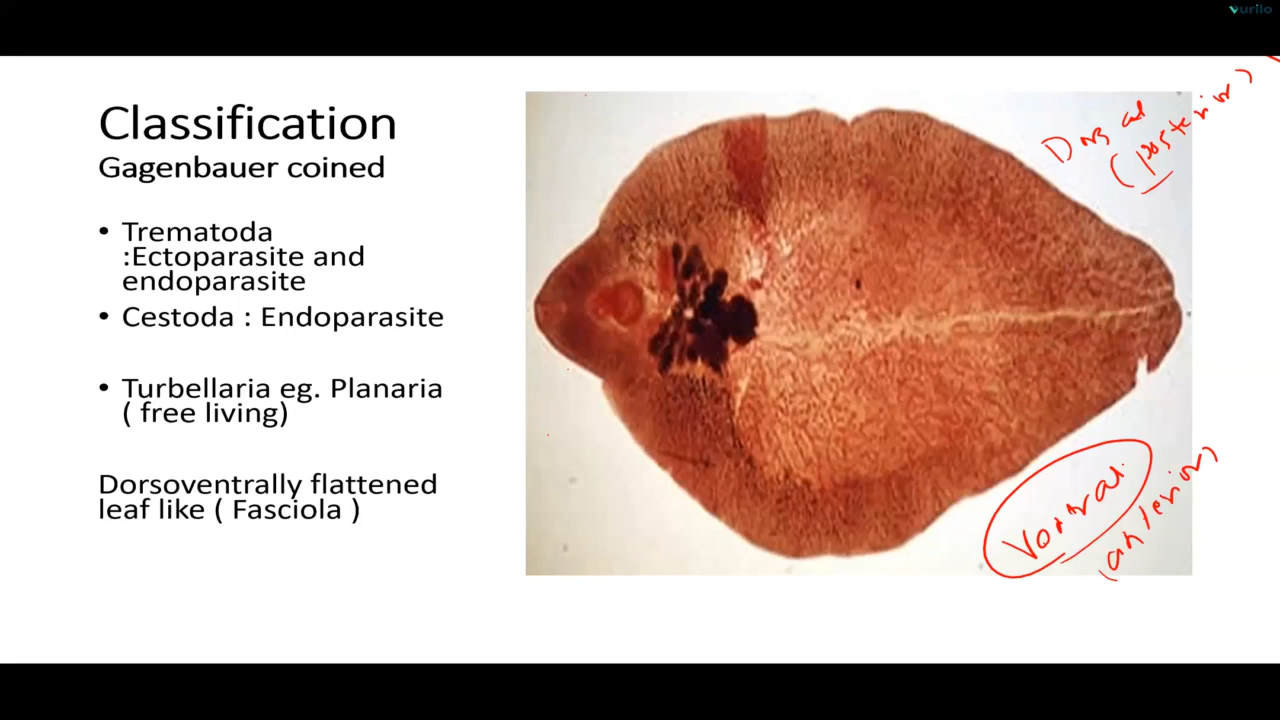 Vurilo
Classification
Gagenbauer coined
• Trematoda
:Ectoparasite and
endoparasite
• Cestoda : Endoparasite
• Turbellaria eg. Planaria
( free living)
Dorsoventrally flattened
leaf like ( Fasciola )
Dorsal
(posterior)
Ventral
(anterior)